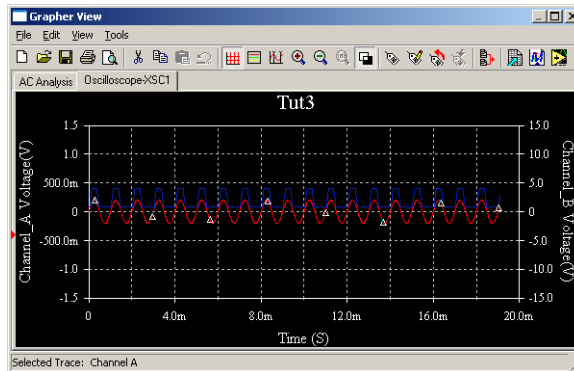 Grapher View
File Edit View Tools
AC Analysis Oscilloscope-XSC1
Tut3
Channel_A Voltage(V)
1.5
1.0
500.0m
0
-500.0m
-1.0
-1.5
15.0
10.0
5.0
0
-5.0
-10.0
-15.0
Channel_B Voltage(V)
0 4.0m 8.0m 12.0m 16.0m 20.0m
Time (S)
Selected Trace: Channel A